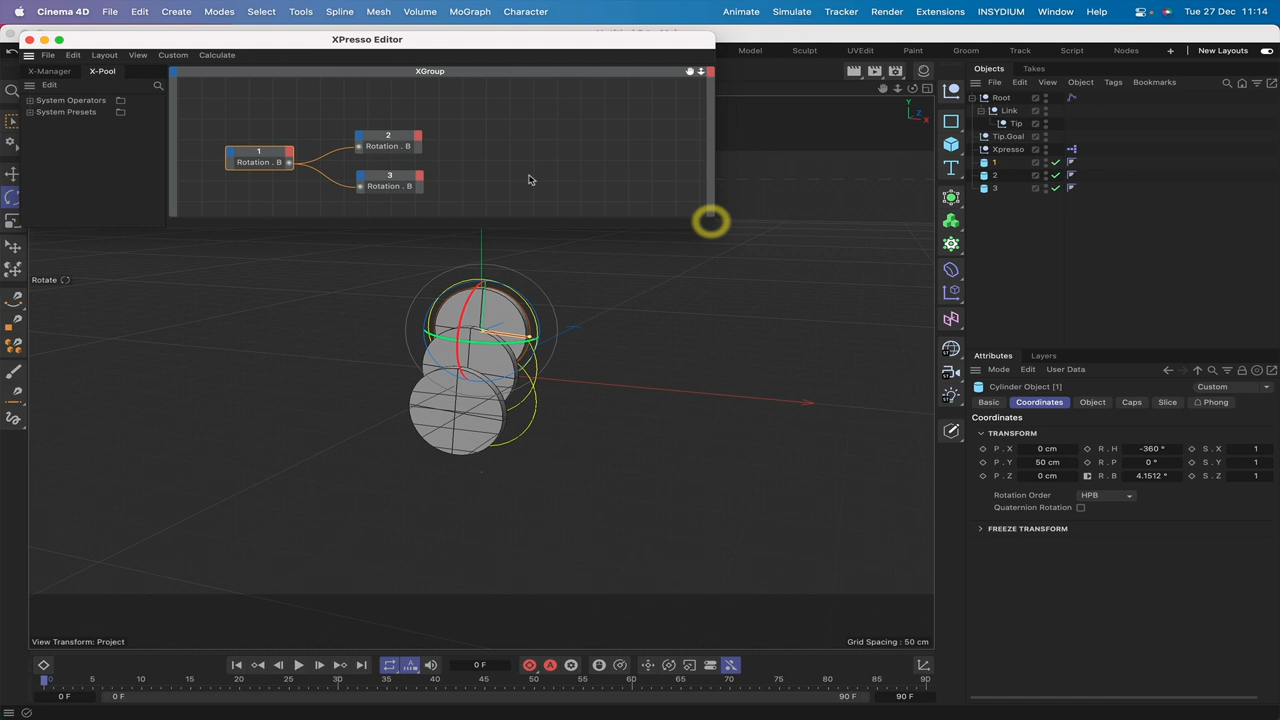 Cinema 4D File Edit Create Modes Select Tools Spline Mesh Volume MoGraph Character Animate Simulate Tracker Render Extensions INSYDIUM Window Help Tue 27 Dec 11:14
XPresso Editor
Model Sculpt UVEdit Paint Groom Track Script Nodes New Layouts
File Edit Layout View Custom Calculate
X-Manager X-Pool XGroup
Edit
System Operators
System Presets
1
Rotation . B
2
Rotation . B
3
Rotation . B
Objects Takes
File Edit View Object Tags Bookmarks
Root
Link
Tip
Tip.Goal
Xpresso
1
2
3
Y
Z
X
Rotate
Attributes Layers
Mode Edit User Data
Cylinder Object [1] Custom
Basic Coordinates Object Caps Slice Phong
Coordinates
TRANSFORM
P . X 0 cm R . H -360 ° S . X 1
P . Y 50 cm R . P 0 ° S . Y 1
P . Z 0 cm R . B 4.1512 ° S . Z 1
Rotation Order HPB
Quaternion Rotation
FREEZE TRANSFORM
View Transform: Project Grid Spacing : 50 cm
0 F
0 5 10 15 20 25 30 35 40 45 50 55 60 65 70 75 80 85 90
0 F 0 F 90 F 90 F